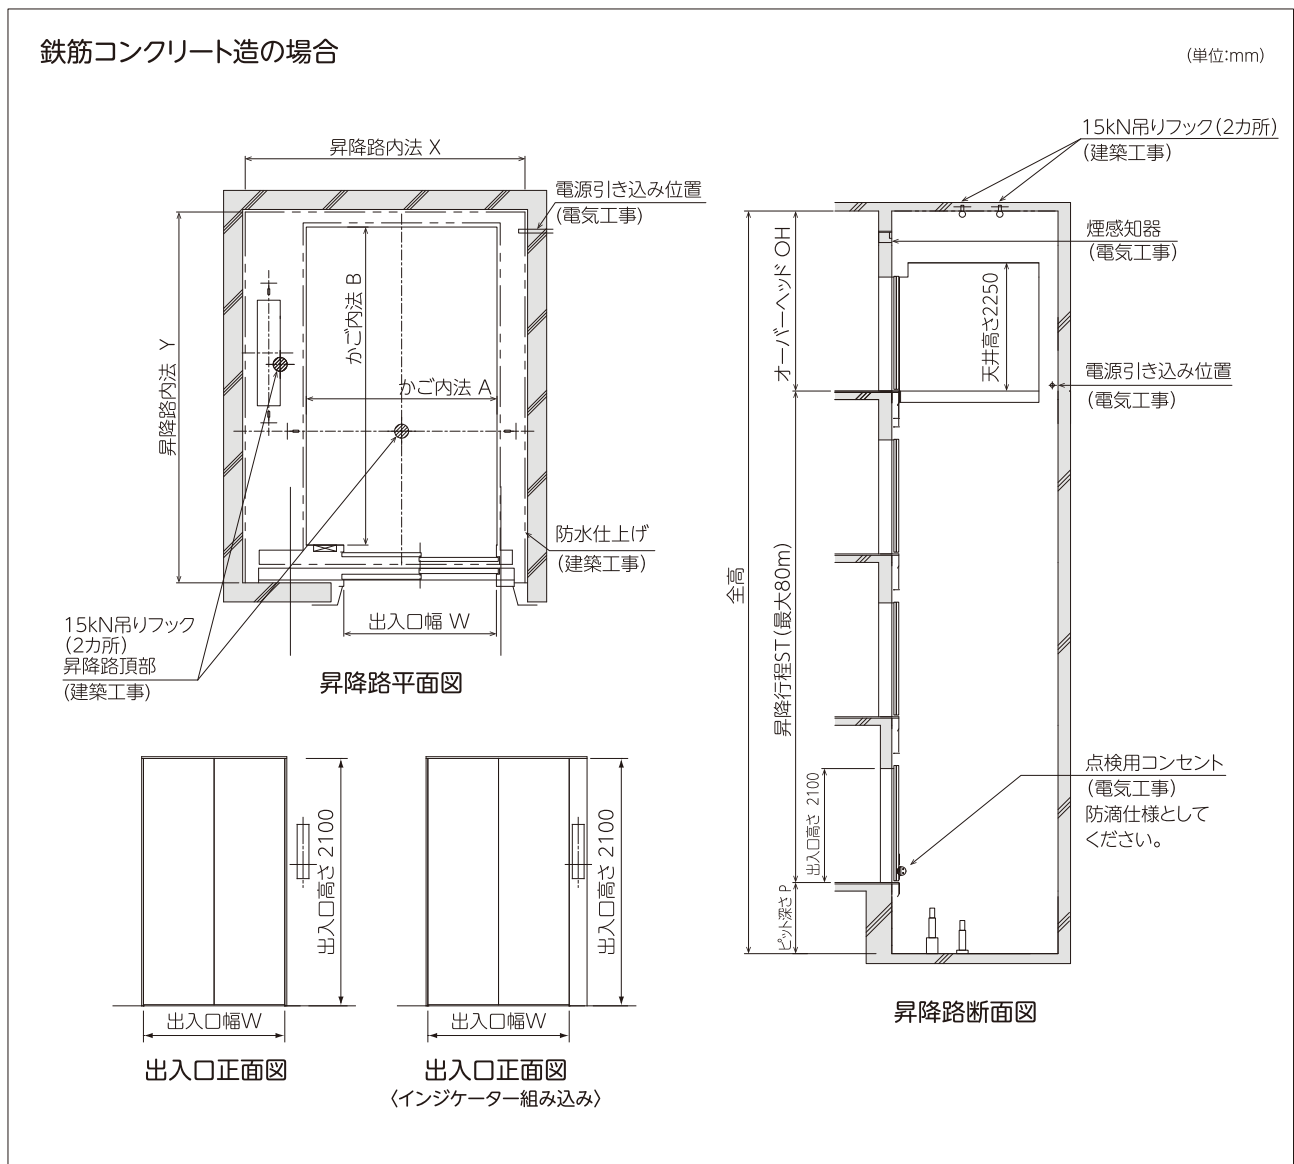 鉄筋コンクリート造の場合
(単位:mm)
昇降路内法 X
電源引き込み位置
(電気工事)
昇降路内法 Y
かご内法 B
かご内法 A
防水仕上げ
(建築工事)
出入口幅 W
15kN吊りフック
(2カ所)
昇降路頂部
(建築工事)
昇降路平面図
15kN吊りフック(2カ所)
(建築工事)
煙感知器
(電気工事)
オーバーヘッド OH
天井高さ2250
電源引き込み位置
(電気工事)
全高
昇降行程ST(最大80m)
出入口高さ 2100
ピット深さ P
点検用コンセント
(電気工事)
防滴仕様として
ください。
昇降路断面図
出入口高さ 2100
出入口幅W
出入口正面図
出入口高さ 2100
出入口幅W
出入口正面図
〈インジケーター組み込み〉